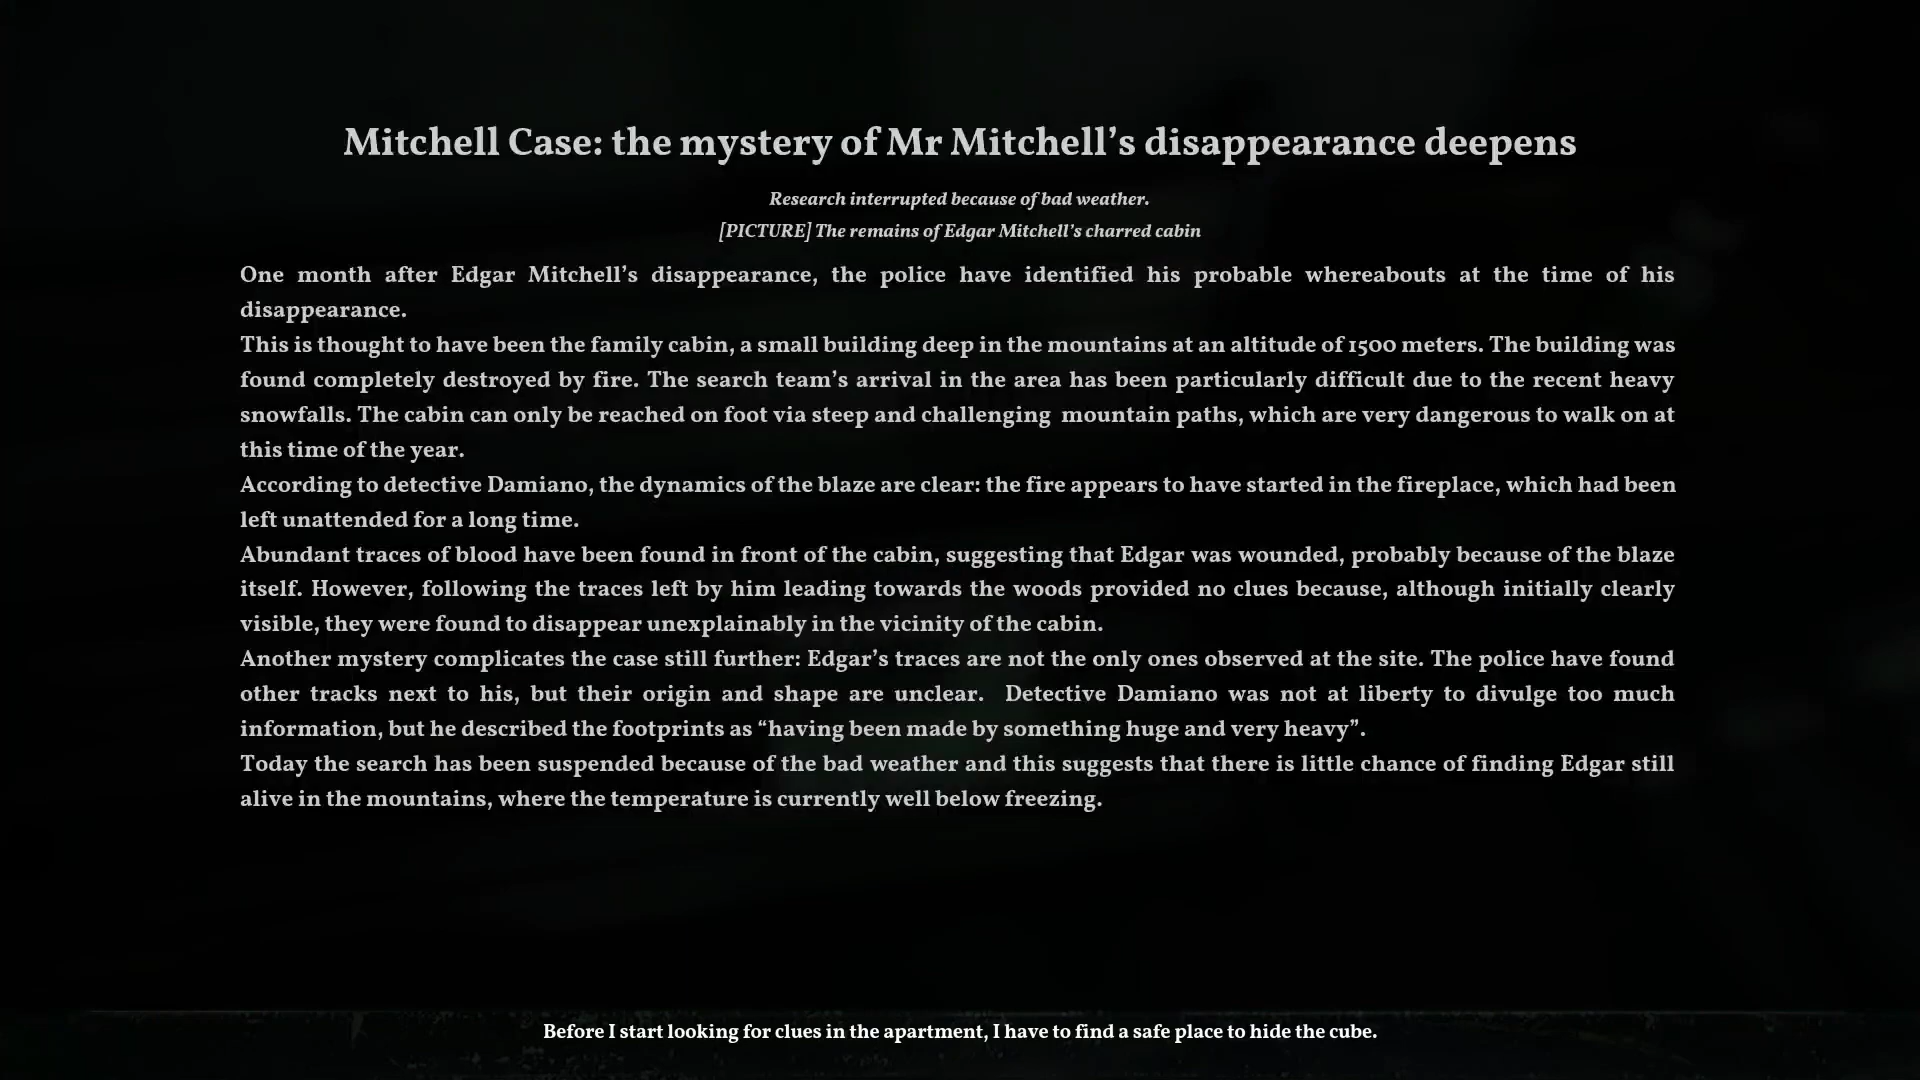 Mitchell Case: the mystery of Mr Mitchell’s disappearance deepens
Research interrupted because of bad weather.
[PICTURE] The remains of Edgar Mitchell’s charred cabin
One month after Edgar Mitchell’s disappearance, the police have identified his probable whereabouts at the time of his
disappearance.
This is thought to have been the family cabin, a small building deep in the mountains at an altitude of 1500 meters. The building was
found completely destroyed by fire. The search team’s arrival in the area has been particularly difficult due to the recent heavy
snowfalls. The cabin can only be reached on foot via steep and challenging  mountain paths, which are very dangerous to walk on at
this time of the year.
According to detective Damiano, the dynamics of the blaze are clear: the fire appears to have started in the fireplace, which had been
left unattended for a long time.
Abundant traces of blood have been found in front of the cabin, suggesting that Edgar was wounded, probably because of the blaze
itself. However, following the traces left by him leading towards the woods provided no clues because, although initially clearly
visible, they were found to disappear unexplainably in the vicinity of the cabin.
Another mystery complicates the case still further: Edgar’s traces are not the only ones observed at the site. The police have found
other tracks next to his, but their origin and shape are unclear.  Detective Damiano was not at liberty to divulge too much
information, but he described the footprints as “having been made by something huge and very heavy”.
Today the search has been suspended because of the bad weather and this suggests that there is little chance of finding Edgar still
alive in the mountains, where the temperature is currently well below freezing.
Before I start looking for clues in the apartment, I have to find a safe place to hide the cube.